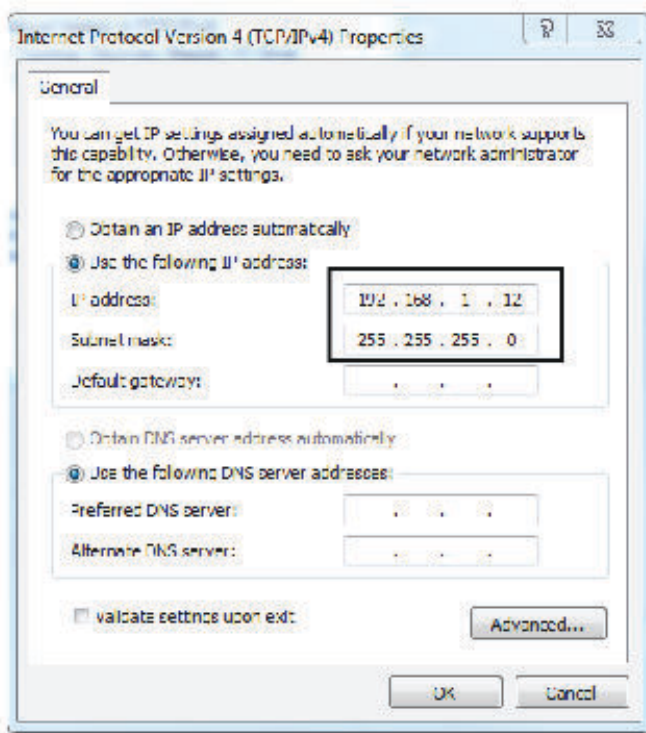 Internet Protocol Version 4 (TCP/IPv4) Properties
General
You can get IP settings assigned automatically if your network supports
this capability. Otherwise, you need to ask your network administrator
for the appropriate IP settings.
Obtain an IP address automatically
Use the following IP address:
IP address: 192 . 168 . 1 . 12
Subnet mask: 255 . 255 . 255 . 0
Default gateway: . . .
Obtain DNS server address automatically
Use the following DNS server addresses:
Preferred DNS server: . . .
Alternate DNS server: . . .
Validate settings upon exit
Advanced...
OK Cancel